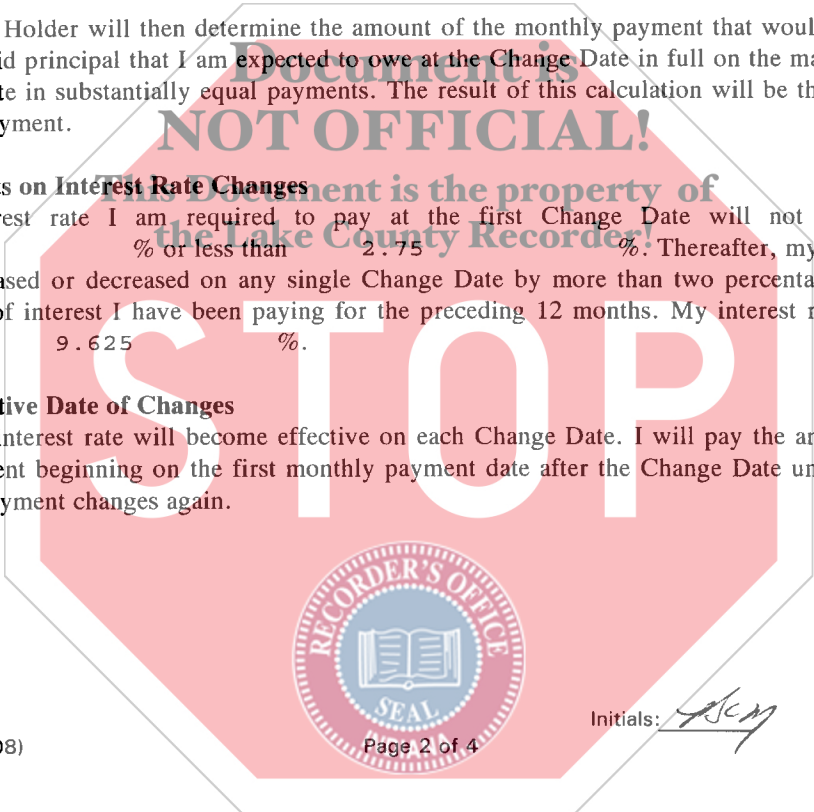 Holder will then determine the amount of the monthly payment that woul
id principal that I am expected to owe at the Change Date in full on the ma
te in substantially equal payments. The result of this calculation will be th
yment.
Document is
NOT OFFICIAL!
This Document is the property of
the Lake County Recorder!
s on Interest Rate Changes
rest rate I am required to pay at the first Change Date will not
% or less than 2.75 %. Thereafter, my
ased or decreased on any single Change Date by more than two percenta
of interest I have been paying for the preceding 12 months. My interest r
9.625 %.
STOP
tive Date of Changes
interest rate will become effective on each Change Date. I will pay the a
ent beginning on the first monthly payment date after the Change Date un
yment changes again.
RECORDER'S OFFICE
SEAL
INDIANA
Initials:
08)
Page 2 of 4